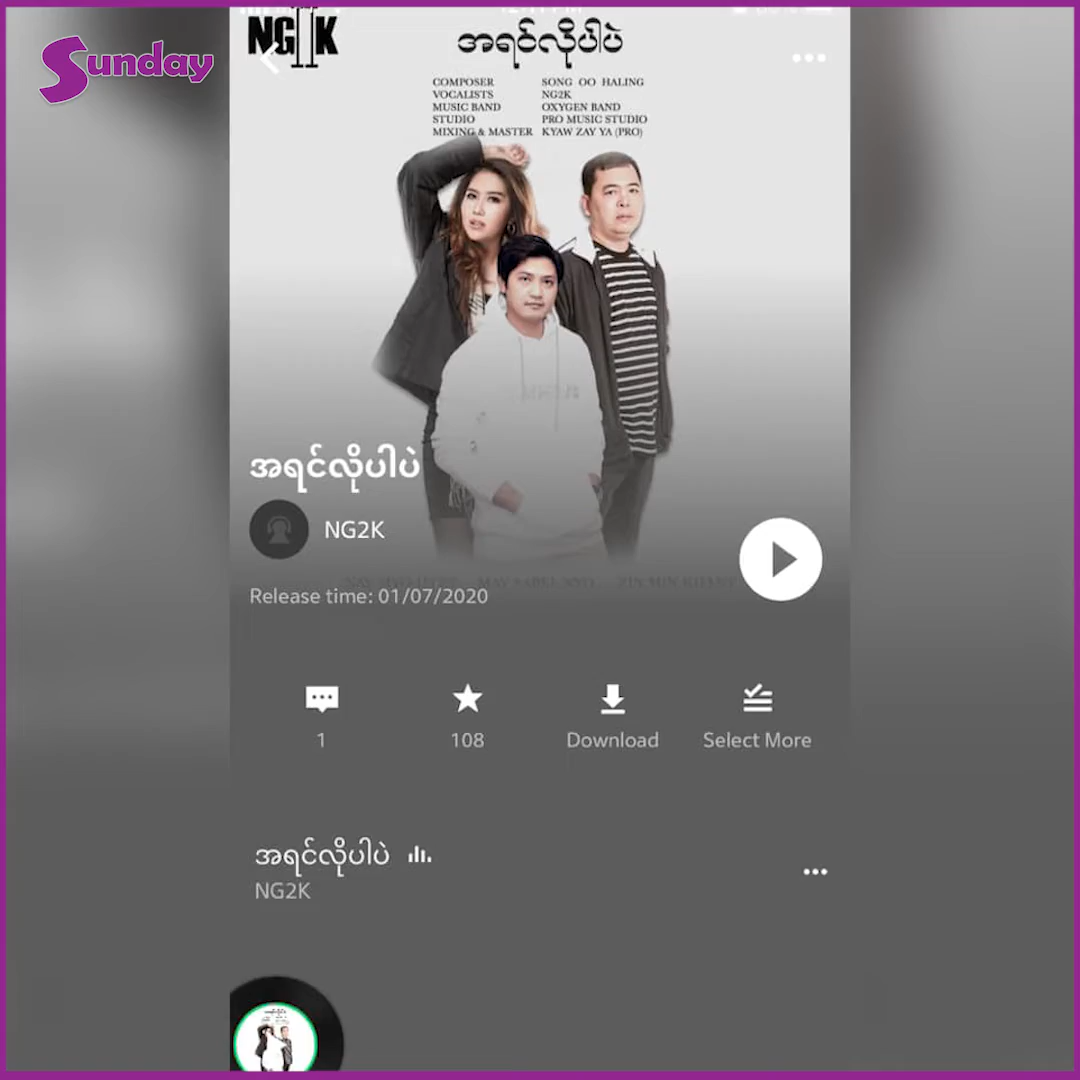 Sunday
NGIIK
အရင်လိုပါပဲ
COMPOSER SONG OO HALING
VOCALISTS NG2K
MUSIC BAND OXYGEN BAND
STUDIO PRO MUSIC STUDIO
MIXING & MASTER KYAW ZAY YA (PRO)
အရင်လိုပါပဲ
NG2K
Release time: 01/07/2020
1
108
Download
Select More
အရင်လိုပါပဲ
NG2K